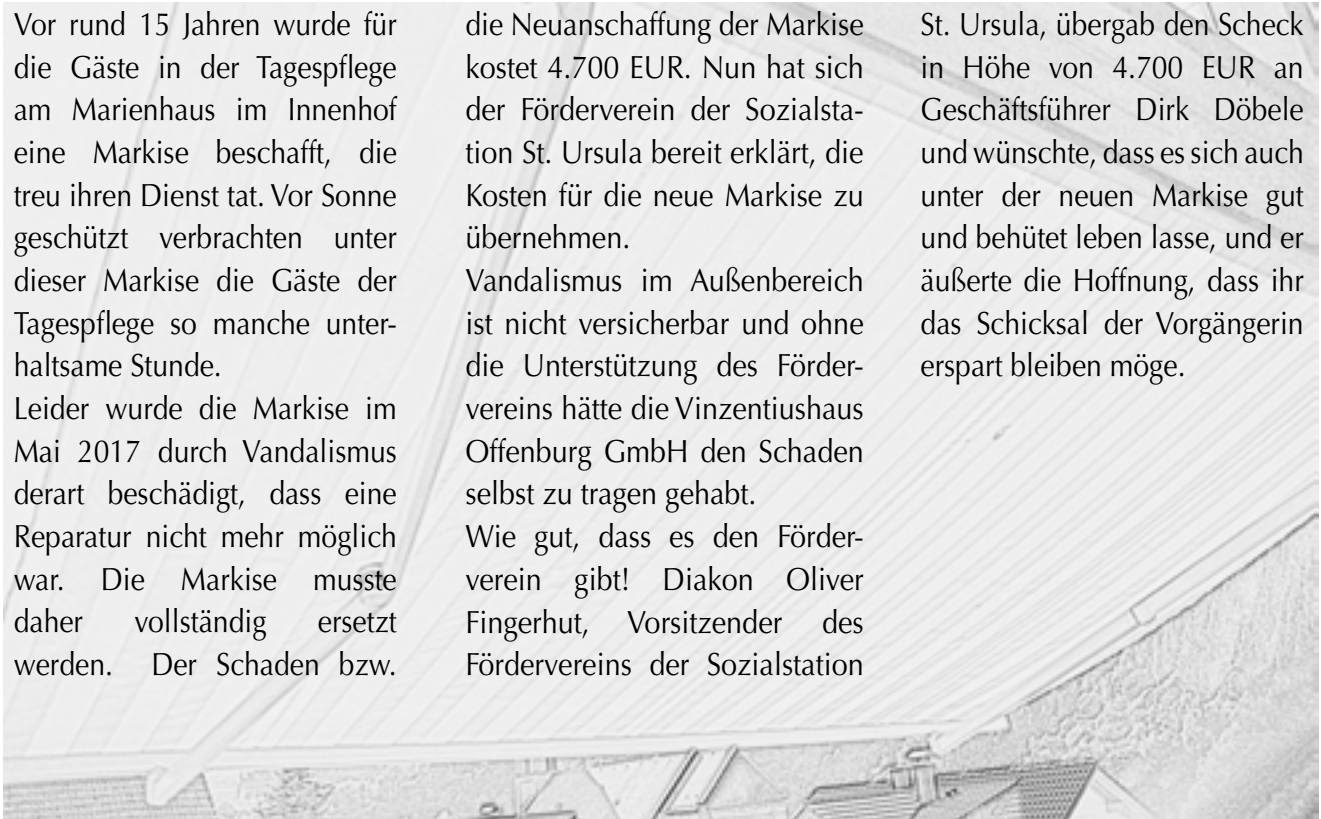 Vor rund 15 Jahren wurde für
die Gäste in der Tagespflege
am Marienhaus im Innenhof
eine Markise beschafft, die
treu ihren Dienst tat. Vor Sonne
geschützt verbrachten unter
dieser Markise die Gäste der
Tagespflege so manche unter-
haltsame Stunde.
Leider wurde die Markise im
Mai 2017 durch Vandalismus
derart beschädigt, dass eine
Reparatur nicht mehr möglich
war. Die Markise musste
daher vollständig ersetzt
werden. Der Schaden bzw.
die Neuanschaffung der Markise
kostet 4.700 EUR. Nun hat sich
der Förderverein der Sozialsta-
tion St. Ursula bereit erklärt, die
Kosten für die neue Markise zu
übernehmen.
Vandalismus im Außenbereich
ist nicht versicherbar und ohne
die Unterstützung des Förder-
vereins hätte die Vinzentiushaus
Offenburg GmbH den Schaden
selbst zu tragen gehabt.
Wie gut, dass es den Förder-
verein gibt! Diakon Oliver
Fingerhut, Vorsitzender des
Fördervereins der Sozialstation
St. Ursula, übergab den Scheck
in Höhe von 4.700 EUR an
Geschäftsführer Dirk Döbele
und wünschte, dass es sich auch
unter der neuen Markise gut
und behütet leben lasse, und er
äußerte die Hoffnung, dass ihr
das Schicksal der Vorgängerin
erspart bleiben möge.